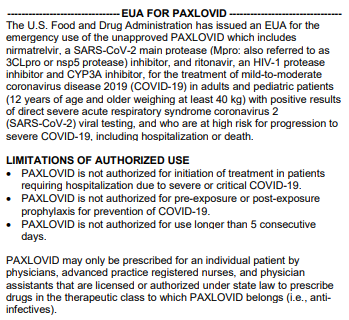 -------------------------------- EUA FOR PAXLOVID --------------------------------
The U.S. Food and Drug Administration has issued an EUA for the
emergency use of the unapproved PAXLOVID which includes
nirmatrelvir, a SARS-CoV-2 main protease (Mpro: also referred to as
3CLpro or nsp5 protease) inhibitor, and ritonavir, an HIV-1 protease
inhibitor and CYP3A inhibitor, for the treatment of mild-to-moderate
coronavirus disease 2019 (COVID-19) in adults and pediatric patients
(12 years of age and older weighing at least 40 kg) with positive results
of direct severe acute respiratory syndrome coronavirus 2
(SARS-CoV-2) viral testing, and who are at high risk for progression to
severe COVID-19, including hospitalization or death.
LIMITATIONS OF AUTHORIZED USE
• PAXLOVID is not authorized for initiation of treatment in patients
requiring hospitalization due to severe or critical COVID-19.
• PAXLOVID is not authorized for pre-exposure or post-exposure
prophylaxis for prevention of COVID-19.
• PAXLOVID is not authorized for use longer than 5 consecutive
days.
PAXLOVID may only be prescribed for an individual patient by
physicians, advanced practice registered nurses, and physician
assistants that are licensed or authorized under state law to prescribe
drugs in the therapeutic class to which PAXLOVID belongs (i.e., anti-
infectives).